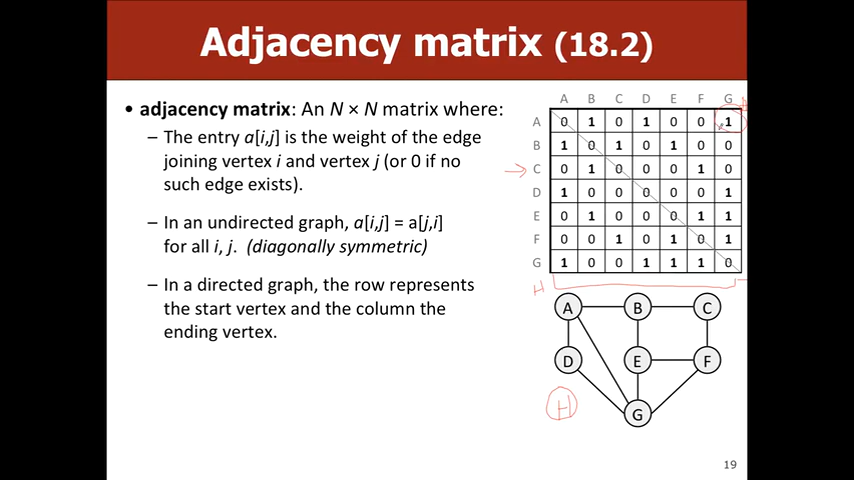 Adjacency matrix (18.2)
• adjacency matrix: An N × N matrix where:
– The entry a[i,j] is the weight of the edge
joining vertex i and vertex j (or 0 if no
such edge exists).
– In an undirected graph, a[i,j] = a[j,i]
for all i, j. (diagonally symmetric)
– In a directed graph, the row represents
the start vertex and the column the
ending vertex.
A B C D E F G
A 0 1 0 1 0 0 1
B 1 0 1 0 1 0 0
C 0 1 0 0 0 1 0
D 1 0 0 0 0 0 1
E 0 1 0 0 0 1 1
F 0 0 1 0 1 0 1
G 1 0 0 1 1 1 0
H
A B C
D E F
H
G
19